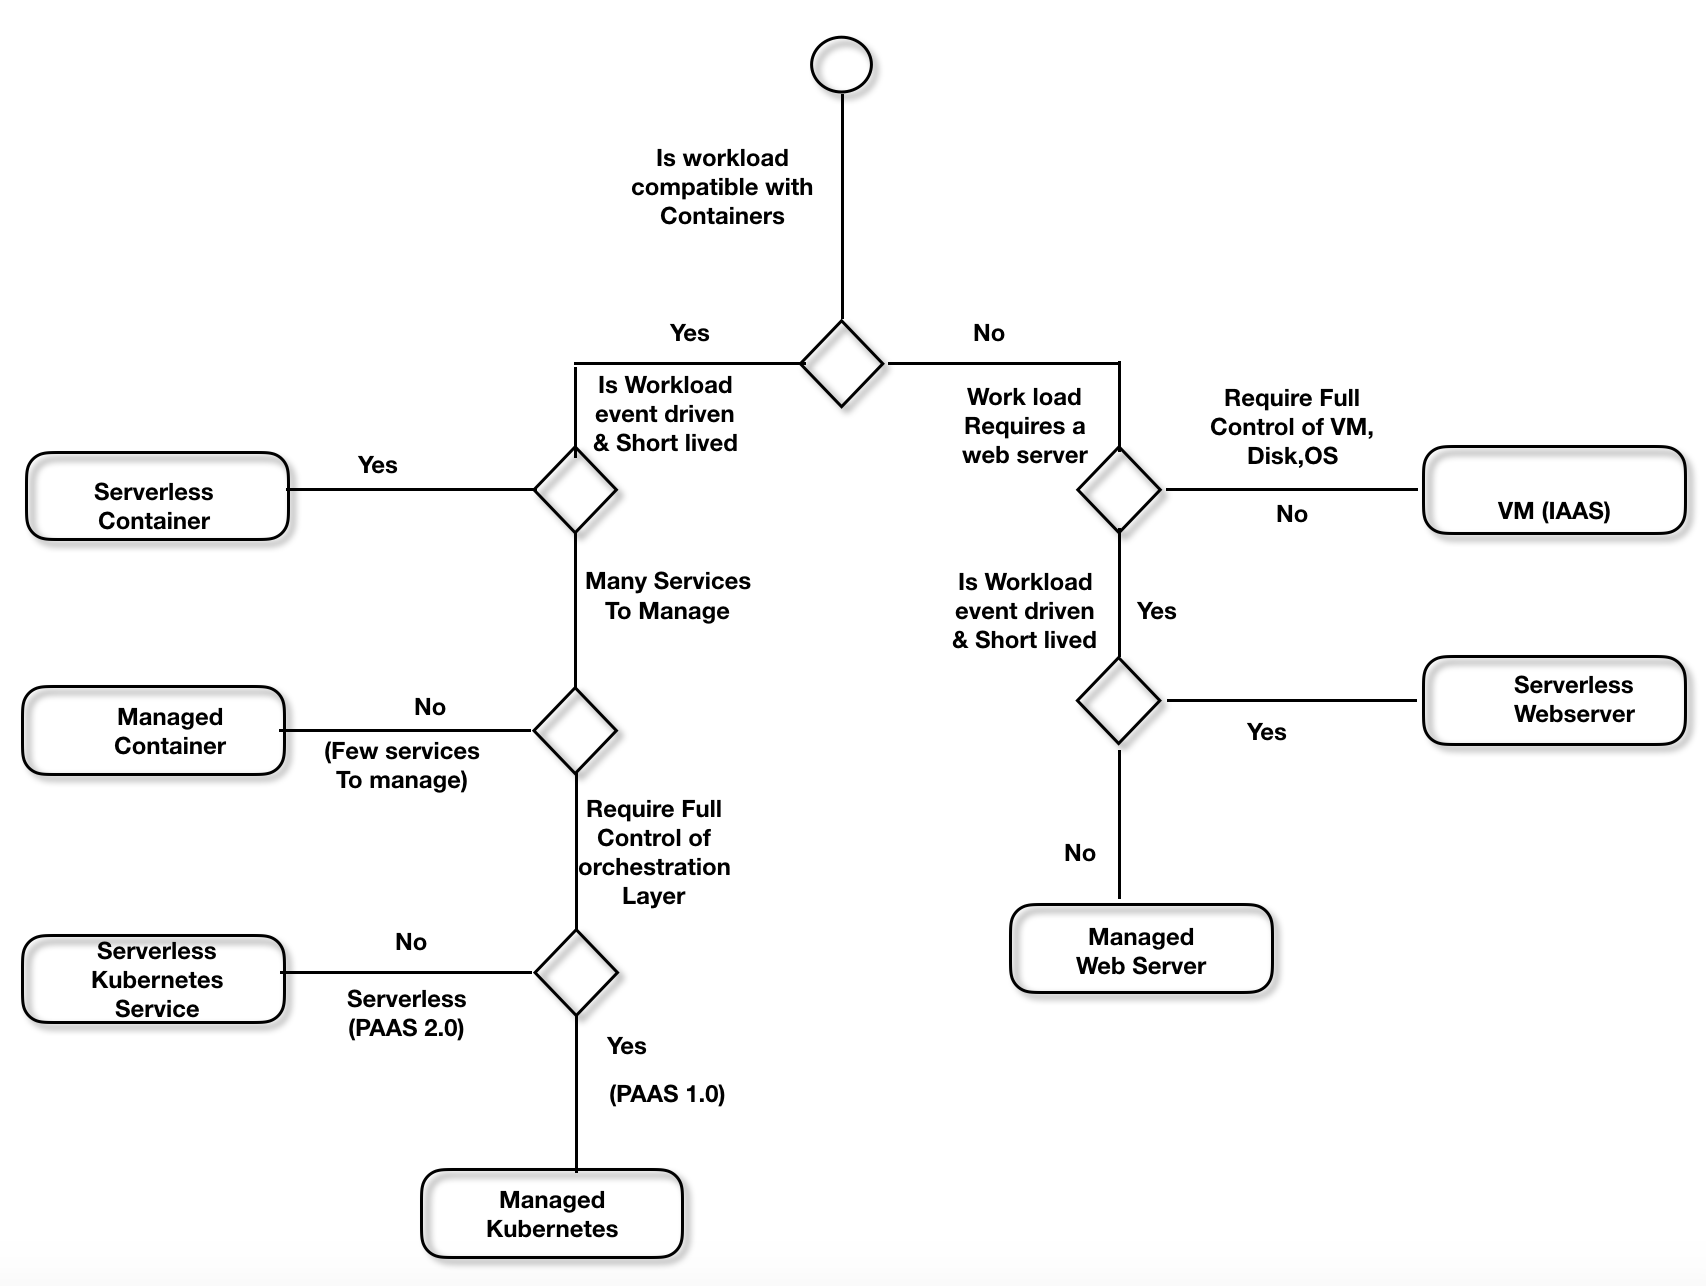 Is workload
compatible with
Containers
Yes
No
Is Workload
event driven
& Short lived
Work load
Requires a
web server
Require Full
Control of VM,
Disk,OS
Yes
Serverless
Container
No
VM (IAAS)
Many Services
To Manage
Is Workload
event driven
& Short lived
Yes
Managed
Container
No
(Few services
To manage)
Serverless
Webserver
Yes
Require Full
Control of
orchestration
Layer
No
Serverless
Kubernetes
Service
No
Serverless
(PAAS 2.0)
Managed
Web Server
Yes
(PAAS 1.0)
Managed
Kubernetes